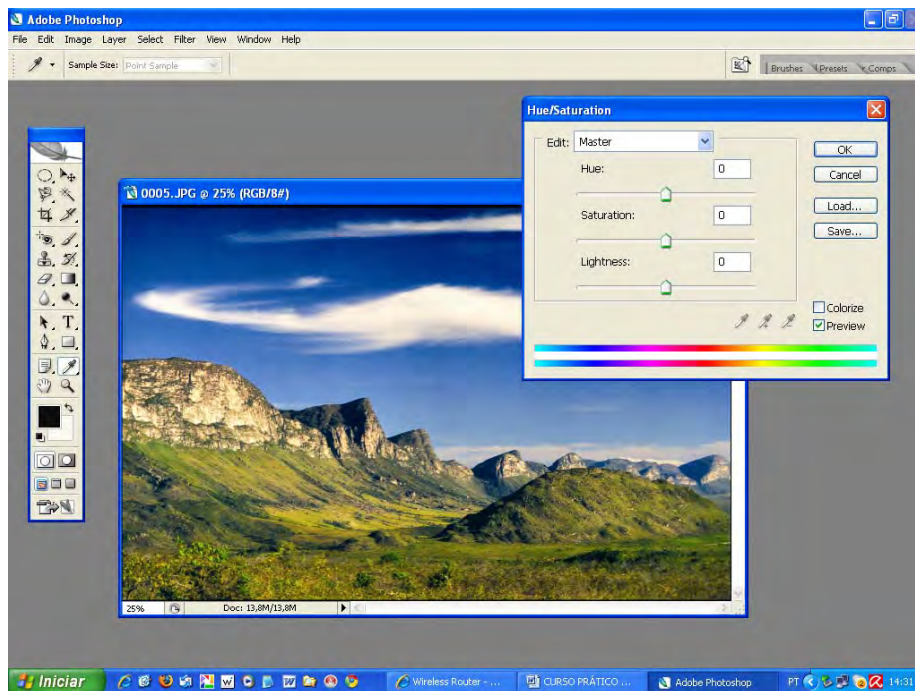 Adobe Photoshop
File Edit Image Layer Select Filter View Window Help
Sample Size: Point Sample
Brushes Presets Comps
Hue/Saturation
Edit: Master
Hue: 0
Saturation: 0
Lightness: 0
OK
Cancel
Load...
Save...
Colorize
Preview
0005.JPG @ 25% (RGB/8#)
T
25% Doc: 13,8M/13,8M
Iniciar
W
Wireless Router - ...
CURSO PRÁTICO ...
Adobe Photoshop
PT
14:31